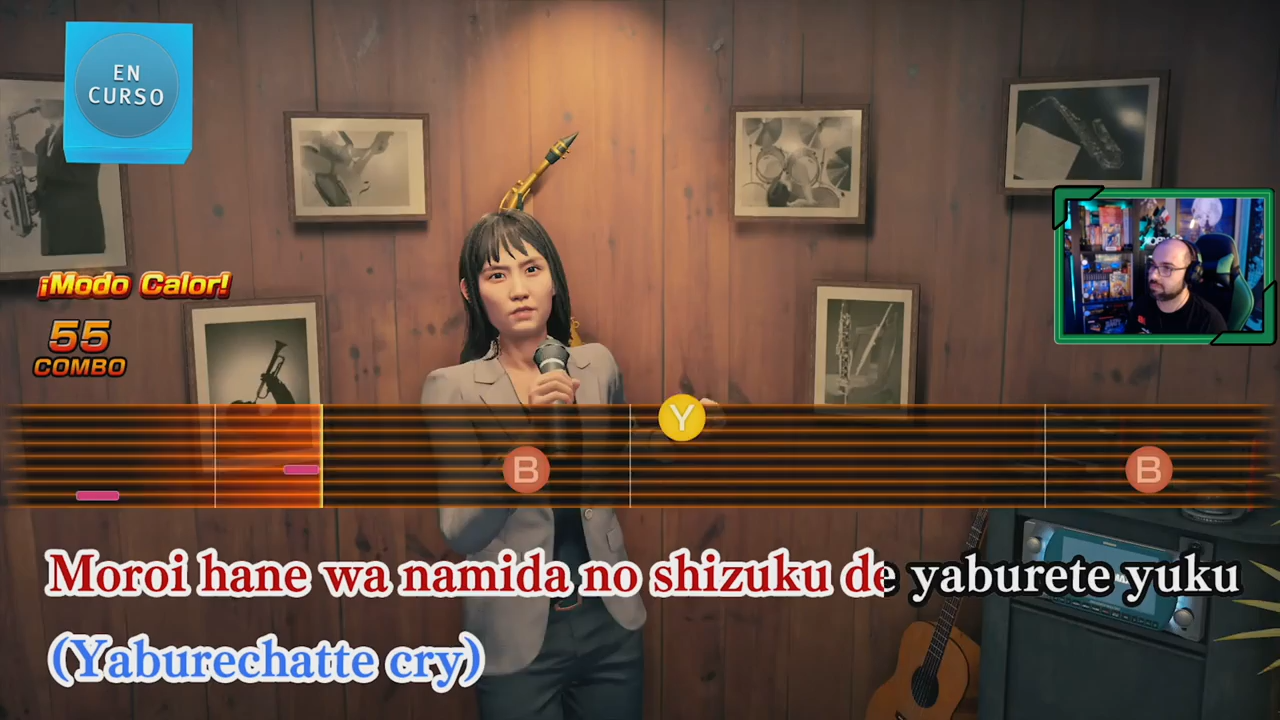 EN
CURSO
¡Modo Calor!
55
COMBO
Y
B
B
Moroi hane wa namida no shizuku de yaburete yuku
(Yaburechatte cry)